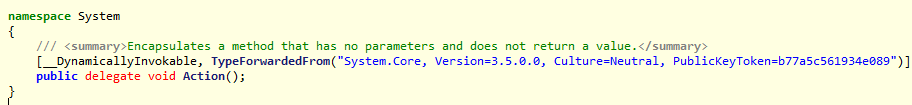 namespace System
{
/// <summary>Encapsulates a method that has no parameters and does not return a value.</summary>
[__DynamicallyInvokable, TypeForwardedFrom("System.Core, Version=3.5.0.0, Culture=Neutral, PublicKeyToken=b77a5c561934e089")]
public delegate void Action();
}